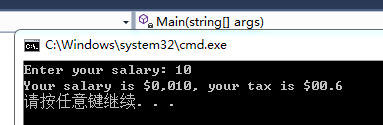 Main(string[] args)
C:\Windows\system32\cmd.exe
Enter your salary: 10
Your salary is $0,010, your tax is $00.6
请按任意键继续. . .